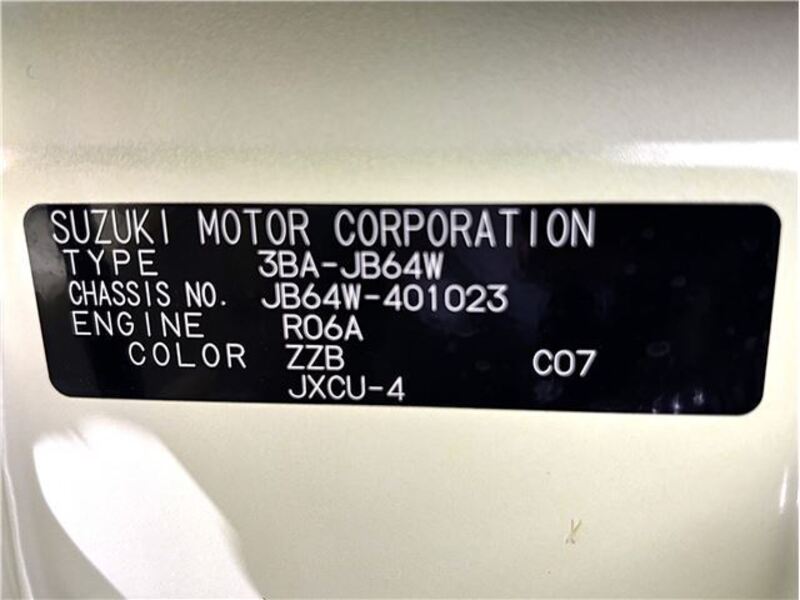 SUZUKI MOTOR CORPORATION
TYPE 3BA-JB64W
CHASSIS NO. JB64W-401023
ENGINE R06A
COLOR ZZB C07
JXCU-4